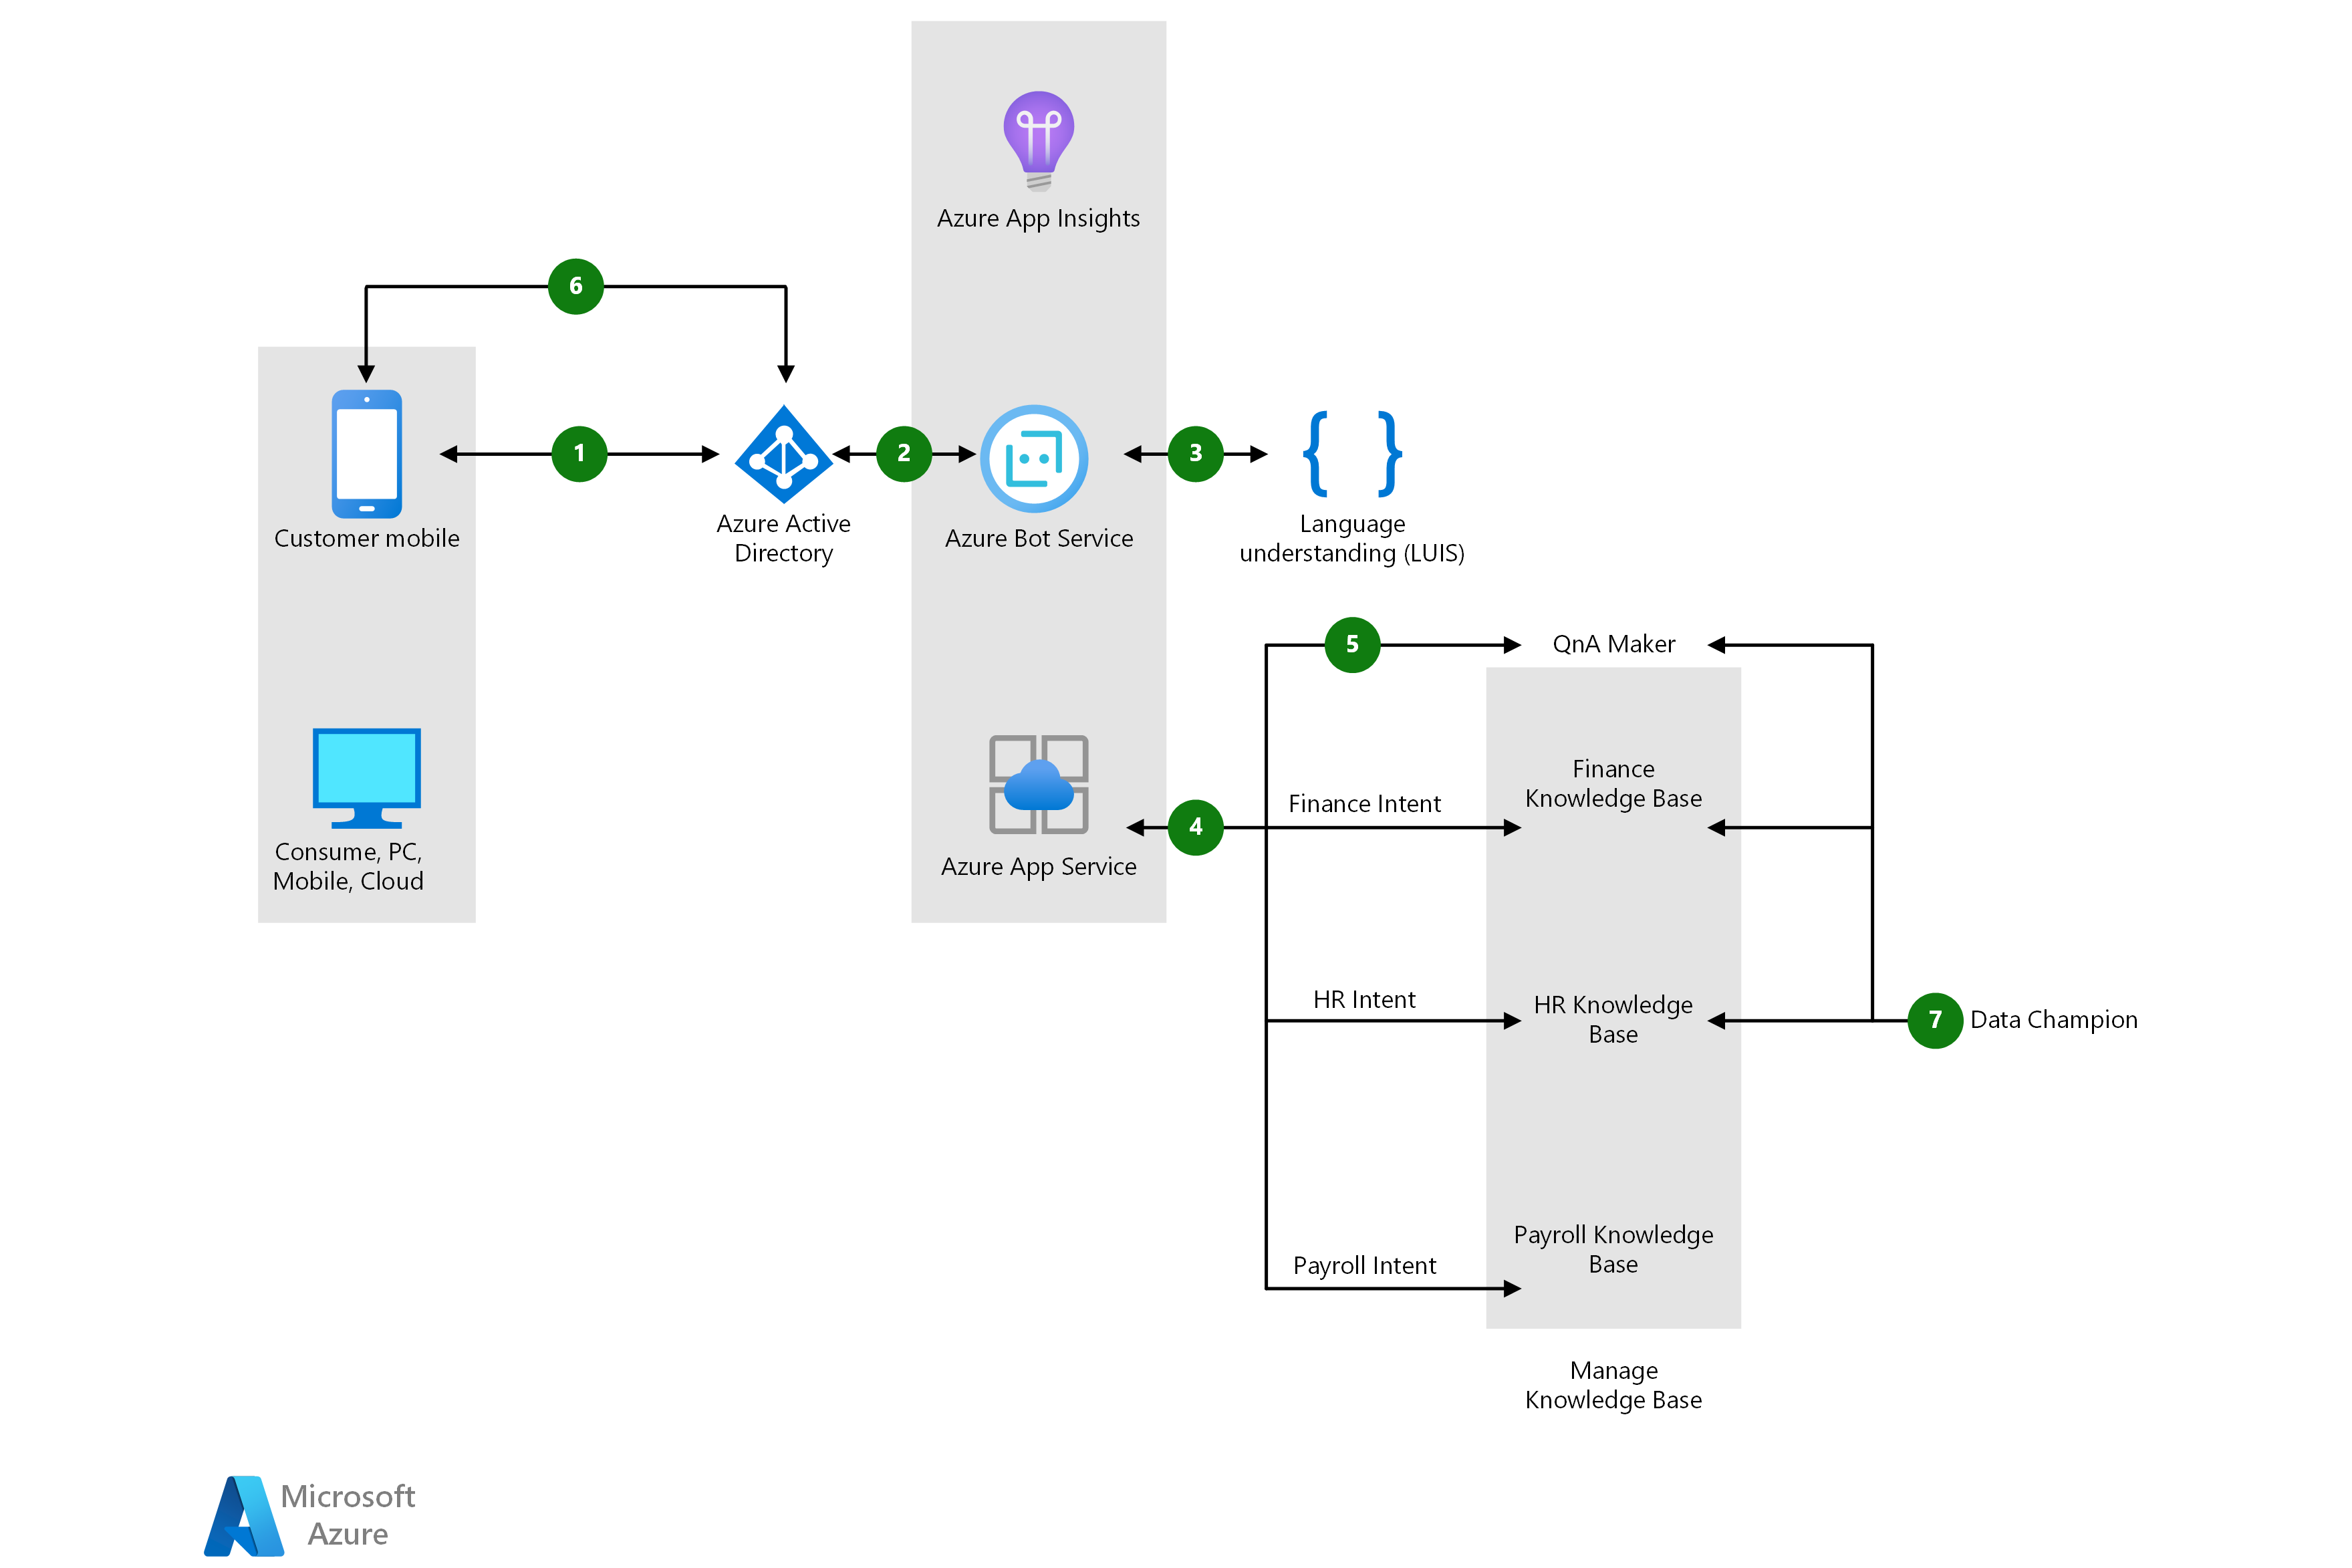 Azure App Insights
6
1
2
3
Customer mobile
Azure Active
Directory
Azure Bot Service
Language
understanding (LUIS)
5
QnA Maker
Finance
Knowledge Base
Finance Intent
4
Consume, PC,
Mobile, Cloud
Azure App Service
HR Intent
HR Knowledge
Base
7
Data Champion
Payroll Knowledge
Base
Payroll Intent
Manage
Knowledge Base
Microsoft
Azure